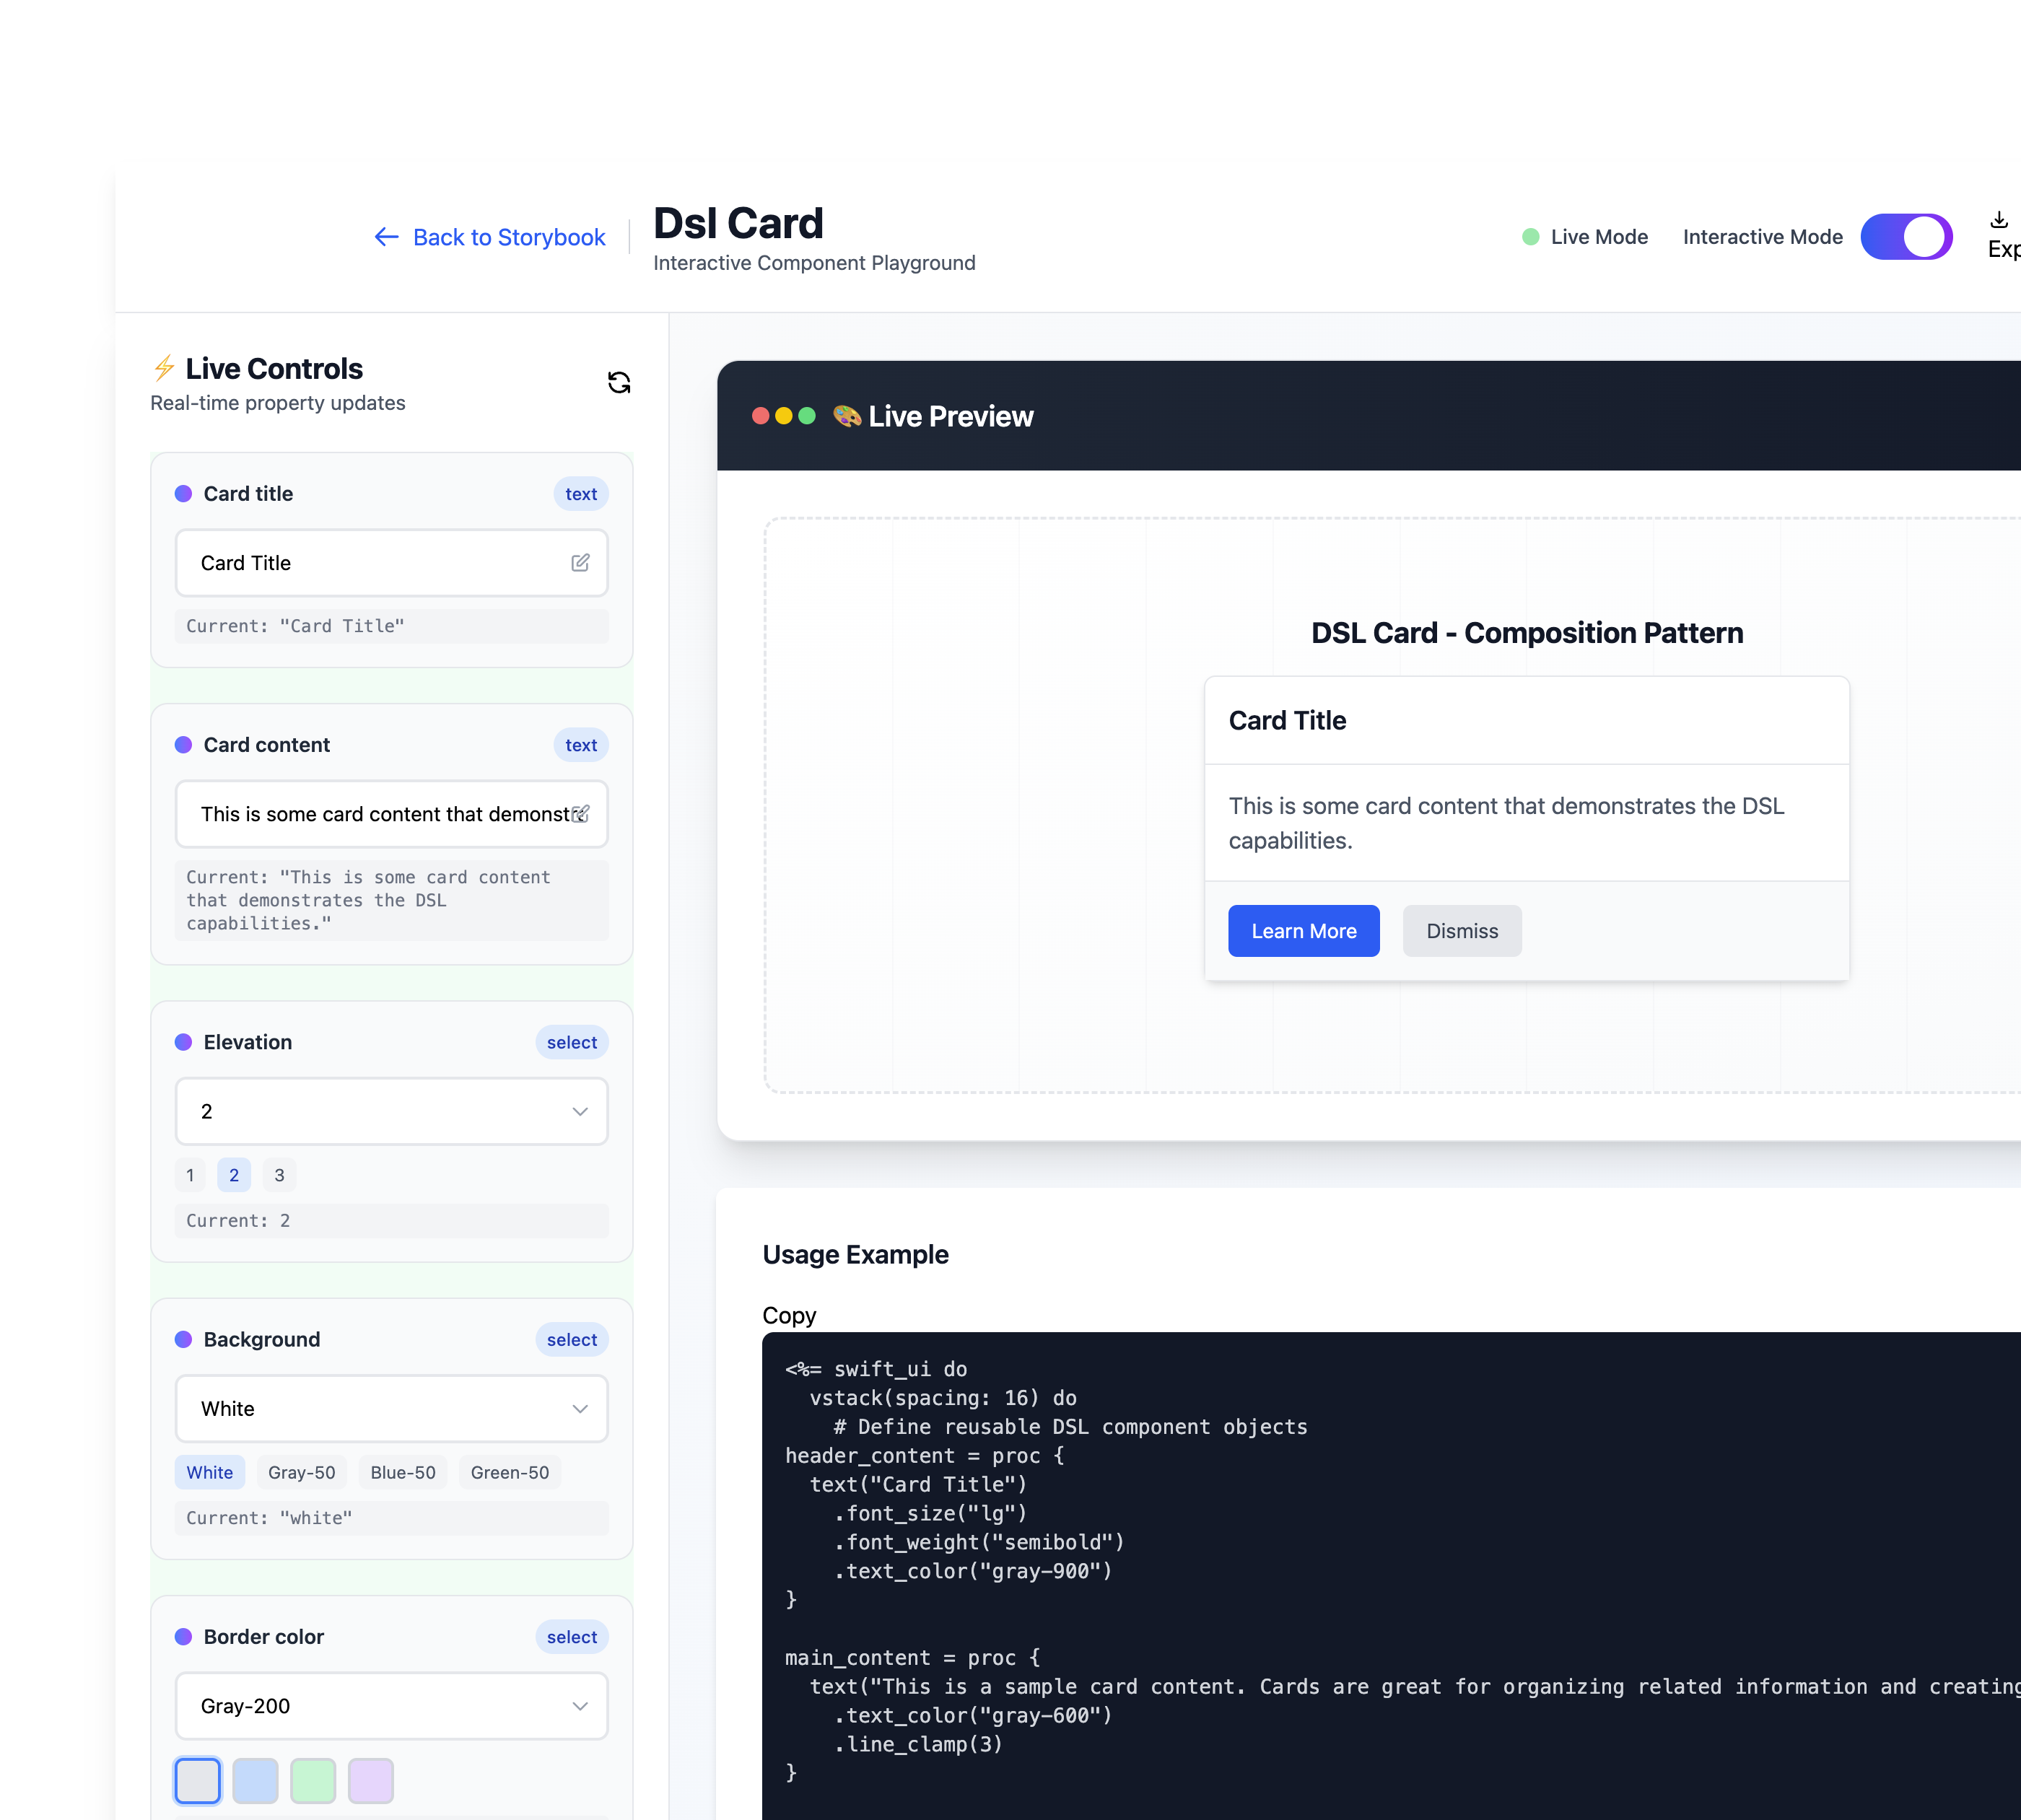 Back to Storybook
Dsl Card
Interactive Component Playground
Live Mode
Interactive Mode
Exp
Live Controls
Real-time property updates
Card title
text
Card Title
Current: "Card Title"
Card content
text
This is some card content that demonst
Current: "This is some card content
that demonstrates the DSL
capabilities."
Elevation
select
2
1 2 3
Current: 2
Background
select
White
White Gray-50 Blue-50 Green-50
Current: "white"
Border color
select
Gray-200
Live Preview
DSL Card - Composition Pattern
Card Title
This is some card content that demonstrates the DSL
capabilities.
Learn More Dismiss
Usage Example
Copy
<%= swift_ui do
  vstack(spacing: 16) do
    # Define reusable DSL component objects
header_content = proc {
  text("Card Title")
    .font_size("lg")
    .font_weight("semibold")
    .text_color("gray-900")
}
main_content = proc {
  text("This is a sample card content. Cards are great for organizing related information and creating
    .text_color("gray-600")
    .line_clamp(3)
}